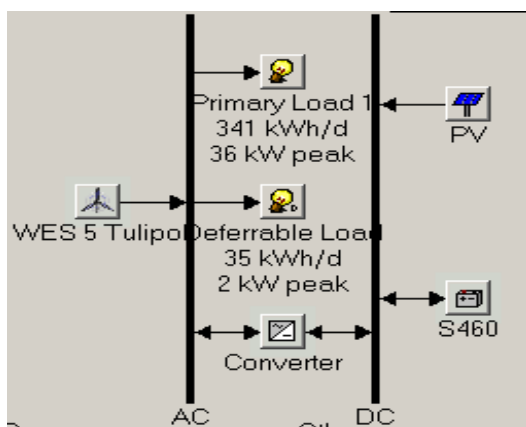 Primary Load 1
341 kWh/d
36 kW peak
PV
WES 5 Tulipo
Deferrable Load
35 kWh/d
2 kW peak
S460
Converter
AC
DC